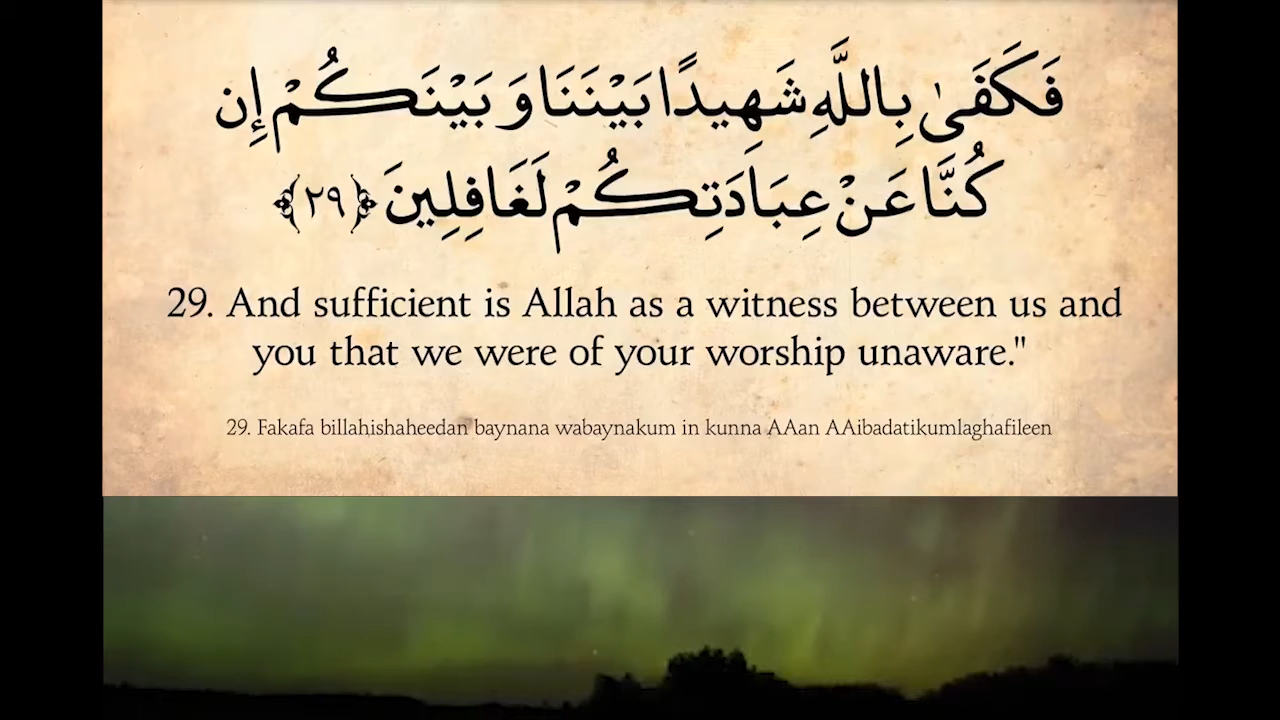 فَكَفَىٰ بِاللَّهِ شَهِيدًا بَيْنَنَا وَ بَيْنَكُمْ إِن
كُنَّا عَنْ عِبَادَتِكُمْ لَغَافِلِينَ ﴿٢٩﴾
29. And sufficient is Allah as a witness between us and
you that we were of your worship unaware."
29. Fakafa billahishaheedan baynana wabaynakum in kunna AAan AAibadatikumlaghafileen